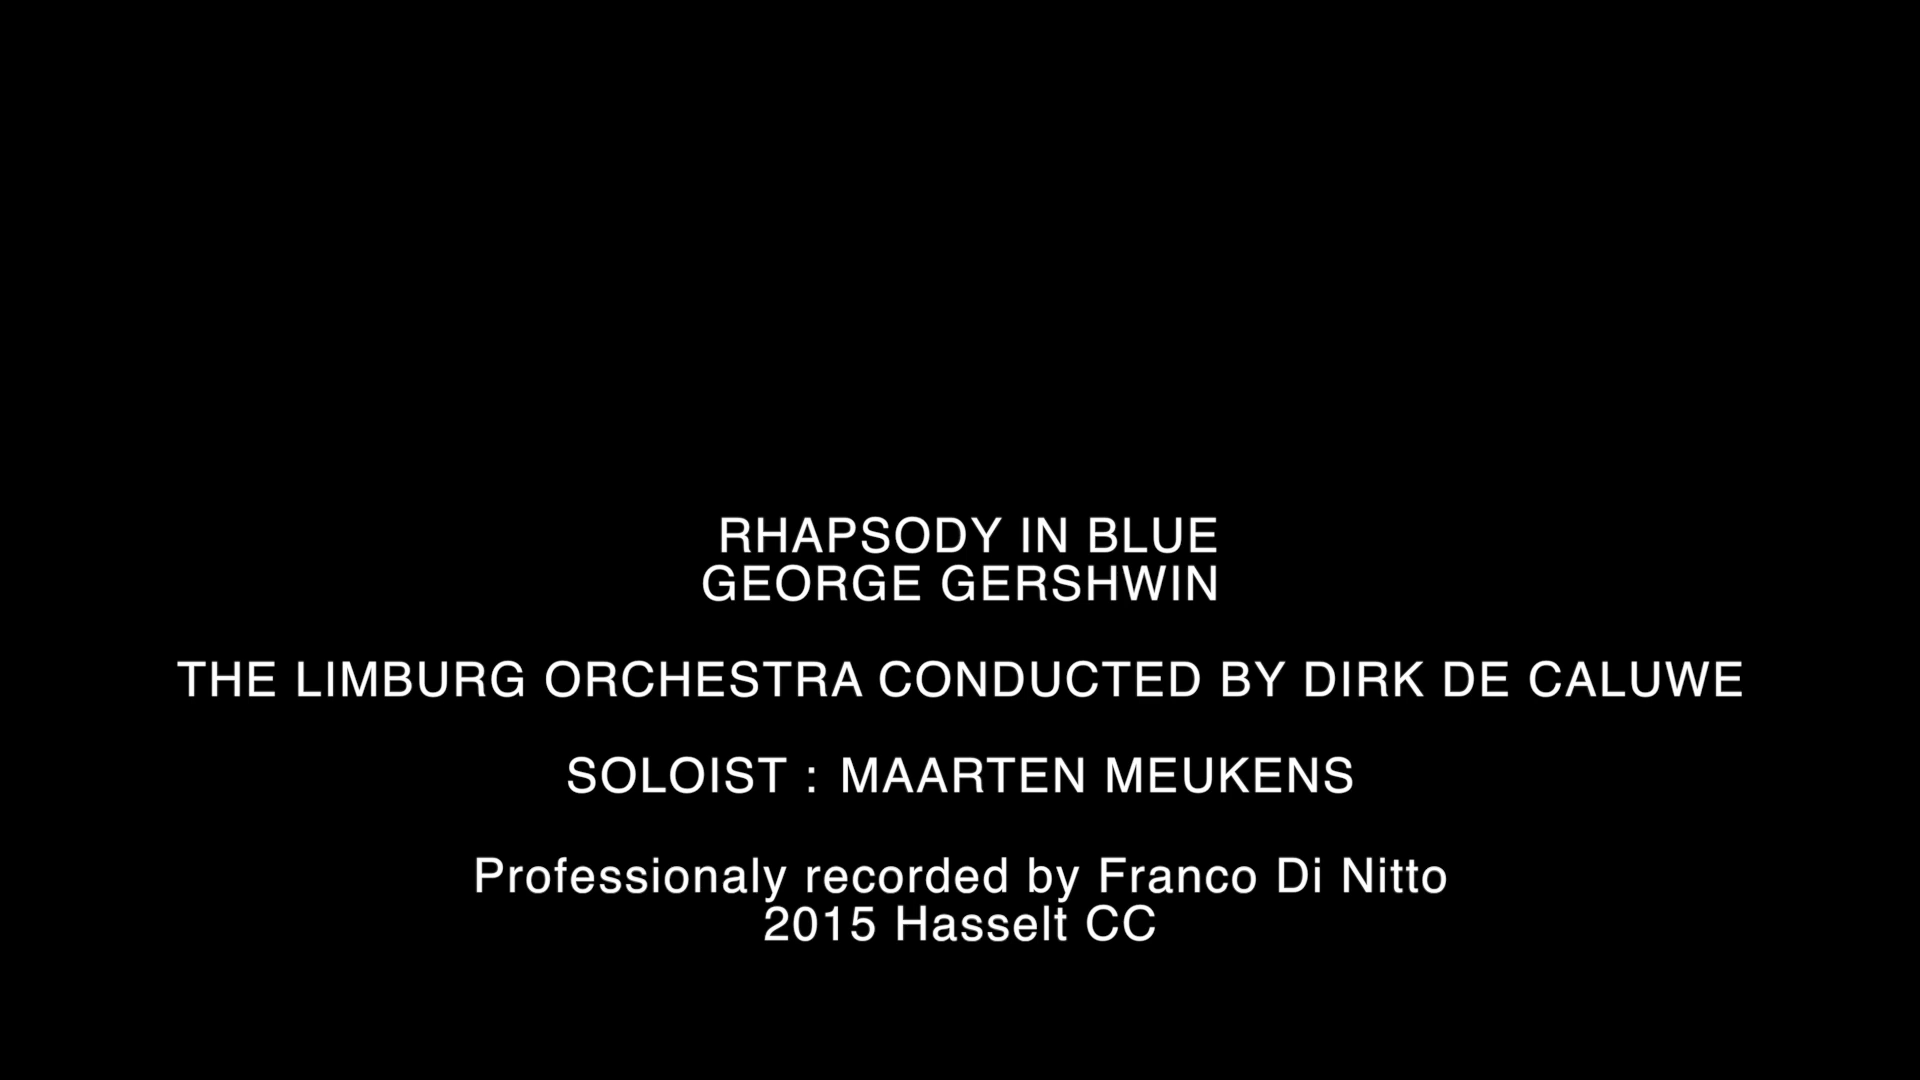 RHAPSODY IN BLUE
GEORGE GERSHWIN
THE LIMBURG ORCHESTRA CONDUCTED BY DIRK DE CALUWE
SOLOIST : MAARTEN MEUKENS
Professionaly recorded by Franco Di Nitto
2015 Hasselt CC